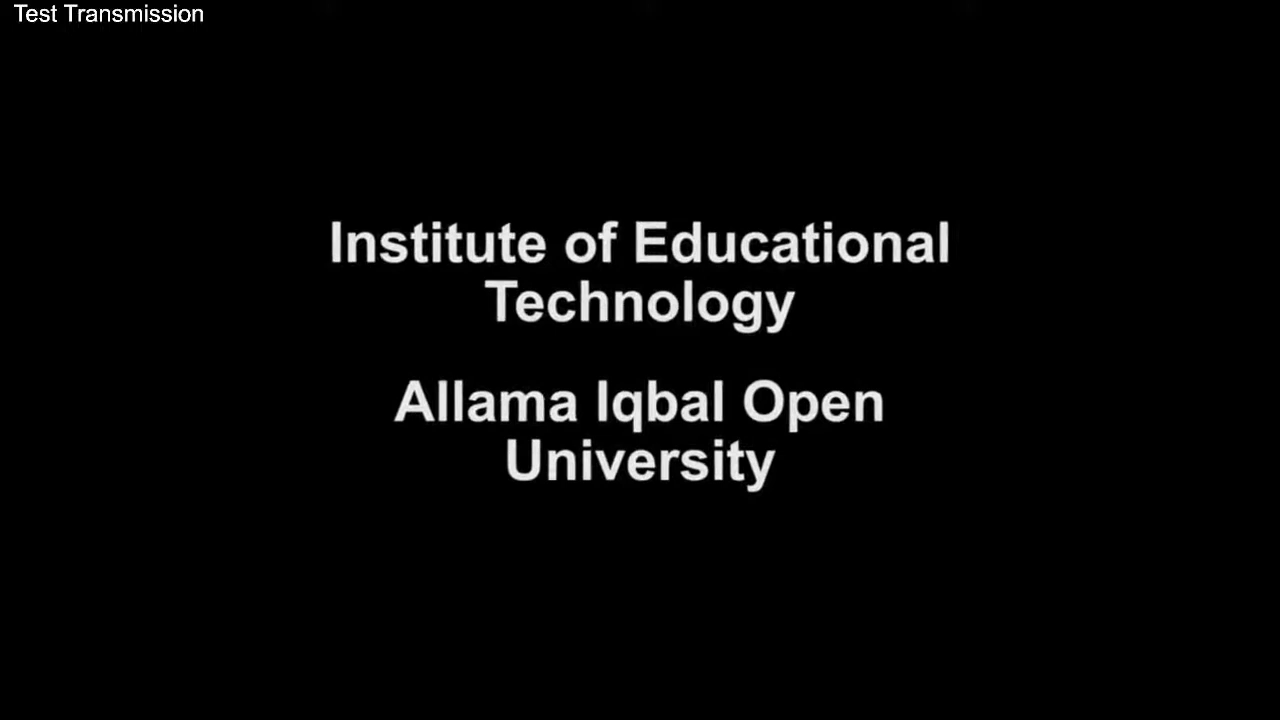 Test Transmission
Institute of Educational
Technology
Allama Iqbal Open
University